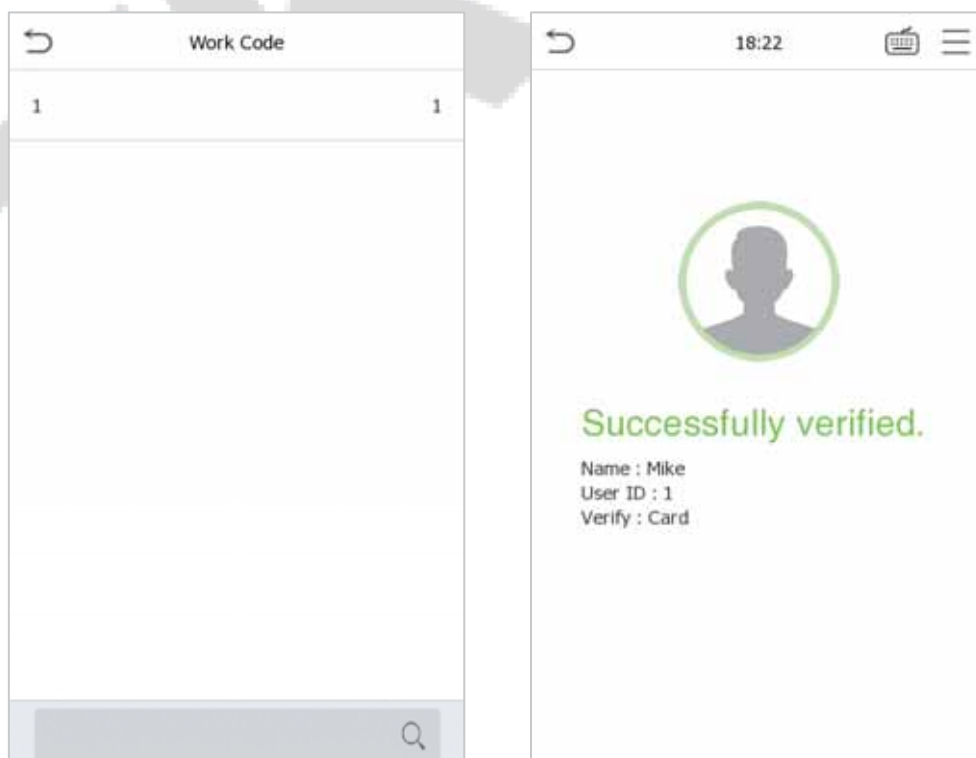 Work Code
1 1
18:22
Successfully verified.
Name : Mike
User ID : 1
Verify : Card